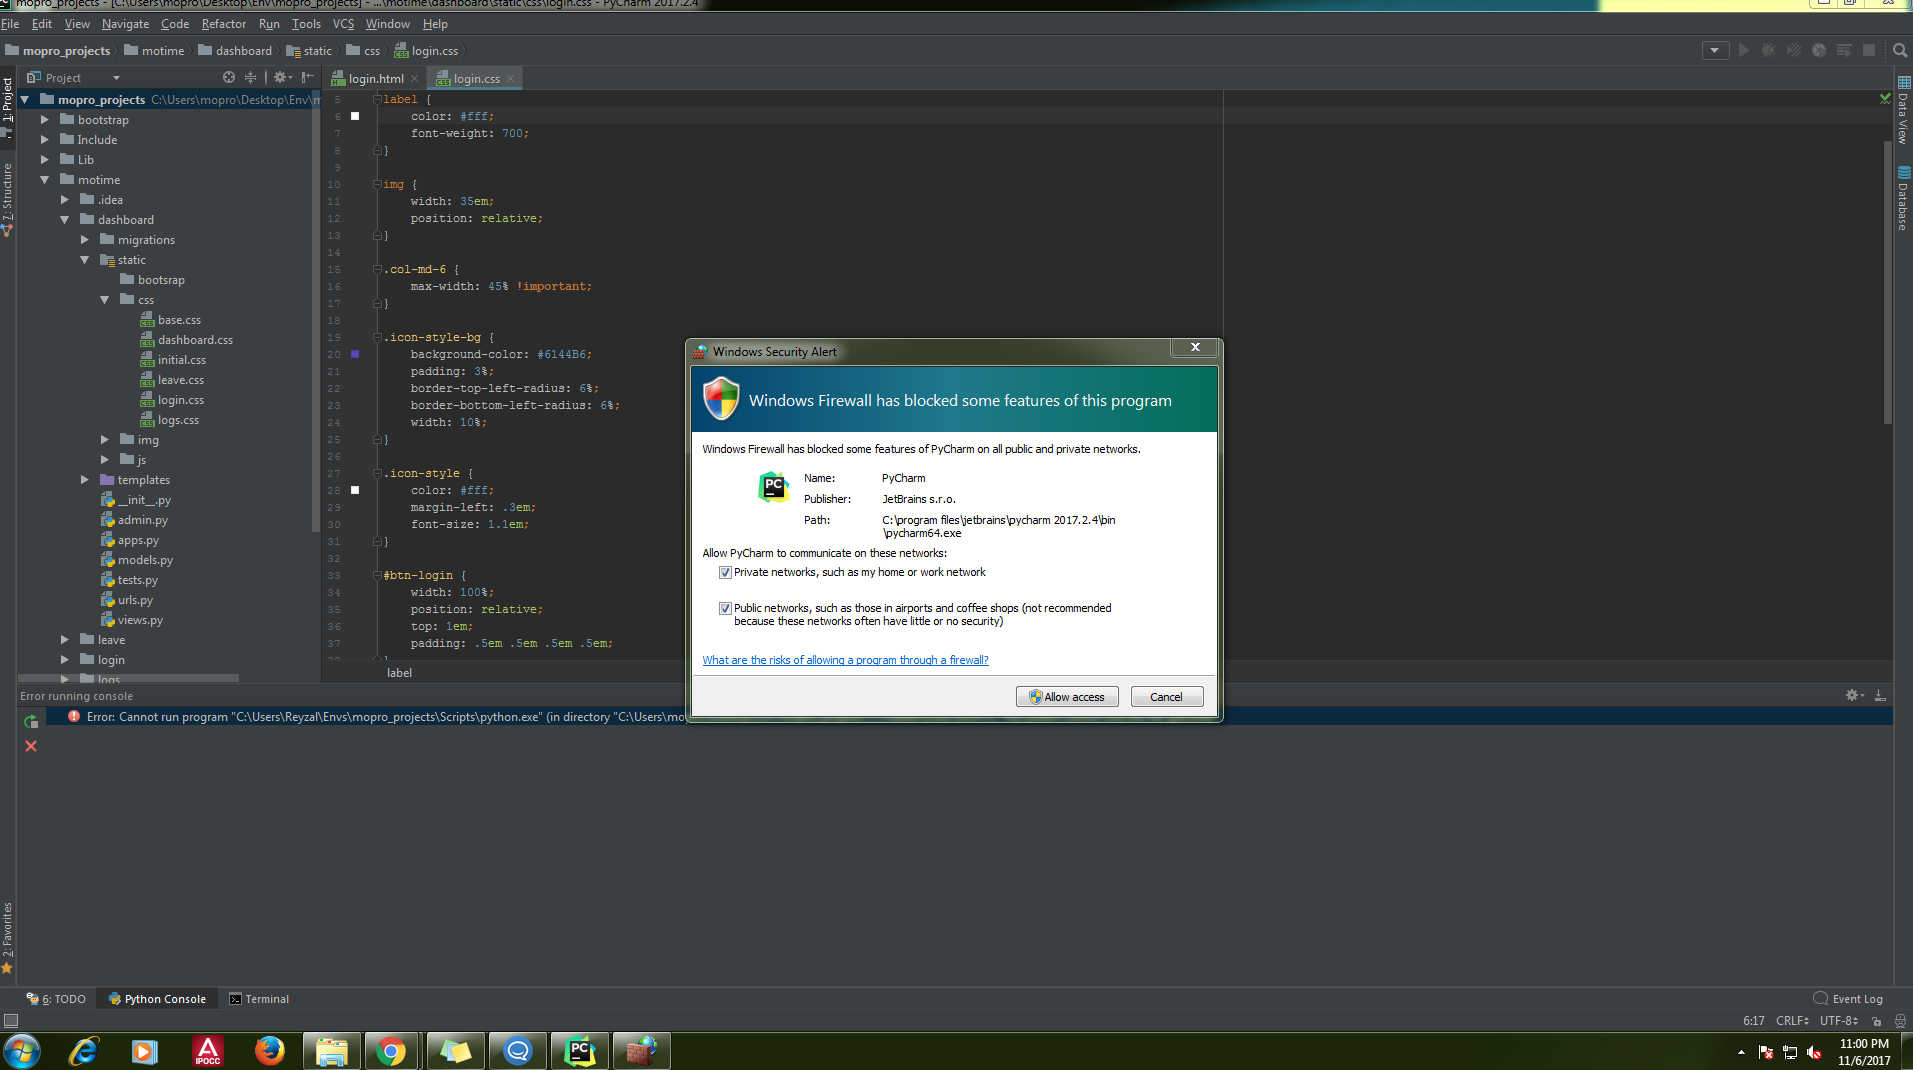 mopro_projects - [C:\Users\mopro\Desktop\Env\mopro_projects] - ...\motime\dashboard\static\css\login.css - PyCharm 2017.2.4
File Edit View Navigate Code Refactor Run Tools VCS Window Help
mopro_projects motime dashboard static css login.css
Project
login.html
login.css
1: Project
7: Structure
2: Favorites
Data View
Database
mopro_projects C:\Users\mopro\Desktop\Env\m
bootstrap
Include
Lib
motime
.idea
dashboard
migrations
static
bootsrap
css
base.css
dashboard.css
initial.css
leave.css
login.css
logs.css
img
js
templates
__init__.py
admin.py
apps.py
models.py
tests.py
urls.py
views.py
leave
login
logs
5 label {
6 color: #fff;
7 font-weight: 700;
8 }
9
10 img {
11 width: 35em;
12 position: relative;
13 }
14
15 .col-md-6 {
16 max-width: 45% !important;
17 }
18
19 .icon-style-bg {
20 background-color: #6144B6;
21 padding: 3%;
22 border-top-left-radius: 6%;
23 border-bottom-left-radius: 6%;
24 width: 10%;
25 }
26
27 .icon-style {
28 color: #fff;
29 margin-left: .3em;
30 font-size: 1.1em;
31 }
32
33 #btn-login {
34 width: 100%;
35 position: relative;
36 top: 1em;
37 padding: .5em .5em .5em .5em;
label
Windows Security Alert
Windows Firewall has blocked some features of this program
Windows Firewall has blocked some features of PyCharm on all public and private networks.
PC
Name: PyCharm
Publisher: JetBrains s.r.o.
Path: C:\program files\jetbrains\pycharm 2017.2.4\bin
\pycharm64.exe
Allow PyCharm to communicate on these networks:
Private networks, such as my home or work network
Public networks, such as those in airports and coffee shops (not recommended
because these networks often have little or no security)
What are the risks of allowing a program through a firewall?
Allow access
Cancel
Error running console
Error: Cannot run program "C:\Users\Reyzal\Envs\mopro_projects\Scripts\python.exe" (in directory "C:\Users\mo
6: TODO
Python Console
Terminal
Event Log
6:17 CRLF UTF-8
IPOCC
PC
11:00 PM
11/6/2017